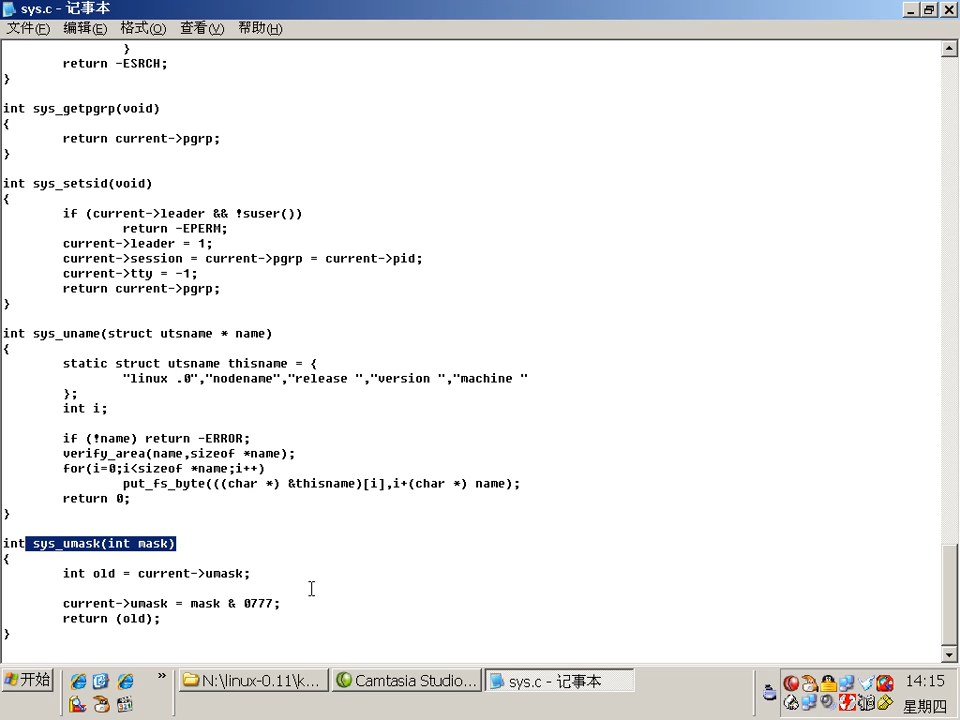 sys.c - 记事本
文件(F) 编辑(E) 格式(O) 查看(V) 帮助(H)
}
return -ESRCH;
}
int sys_getpgrp(void)
{
return current->pgrp;
}
int sys_setsid(void)
{
if (current->leader && !suser())
return -EPERM;
current->leader = 1;
current->session = current->pgrp = current->pid;
current->tty = -1;
return current->pgrp;
}
int sys_uname(struct utsname * name)
{
static struct utsname thisname = {
"linux .0","nodename","release ","version ","machine "
};
int i;
if (!name) return -ERROR;
verify_area(name,sizeof *name);
for(i=0;i<sizeof *name;i++)
put_fs_byte(((char *) &thisname)[i],i+(char *) name);
return 0;
}
int sys_umask(int mask)
{
int old = current->umask;
current->umask = mask & 0777;
return (old);
}
开始 » N:\linux-0.11\k... Camtasia Studio... sys.c - 记事本 14:15
星期四